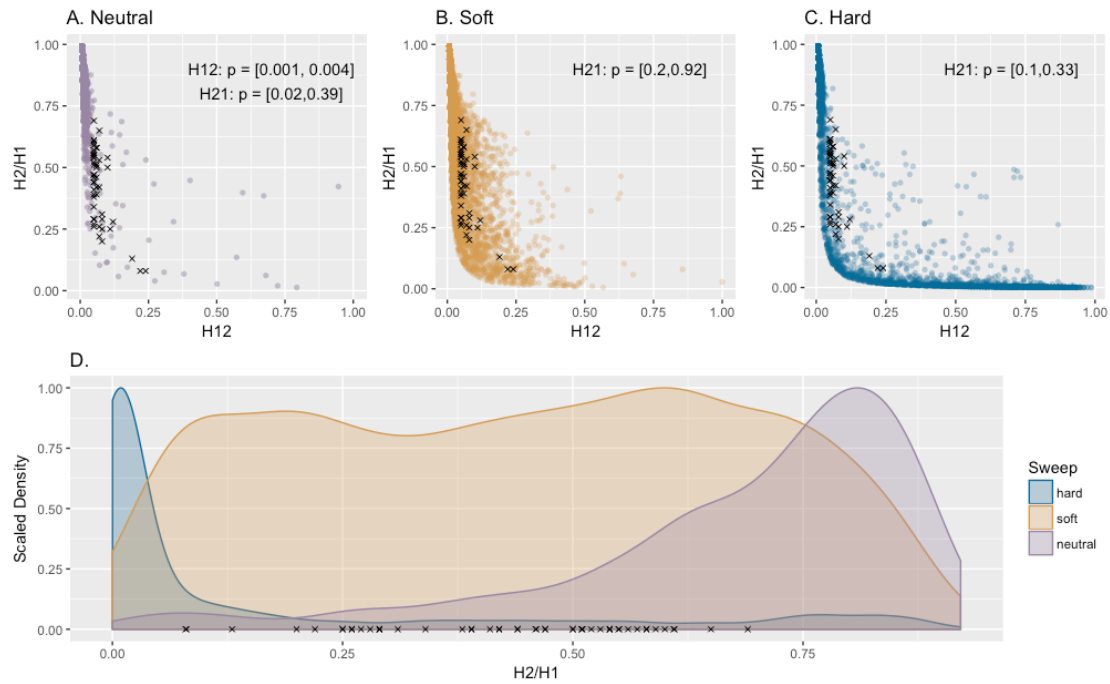 A. Neutral
H2/H1
1.00
0.75
0.50
0.25
0.00
H12: p = [0.001, 0.004]
H21: p = [0.02,0.39]
0.00 0.25 0.50 0.75 1.00
H12
B. Soft
H2/H1
1.00
0.75
0.50
0.25
0.00
H21: p = [0.2,0.92]
0.00 0.25 0.50 0.75 1.00
H12
C. Hard
H2/H1
1.00
0.75
0.50
0.25
0.00
H21: p = [0.1,0.33]
0.00 0.25 0.50 0.75 1.00
H12
D.
Scaled Density
1.00
0.75
0.50
0.25
0.00
0.00 0.25 0.50 0.75
H2/H1
Sweep
hard
soft
neutral